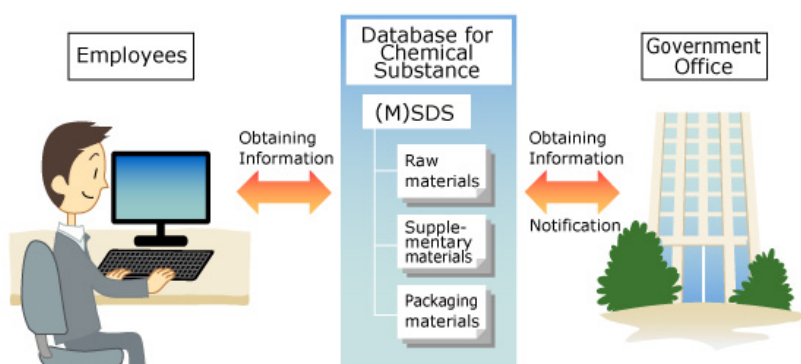 Employees
Obtaining
Information
Database for
Chemical
Substance
(M)SDS
Raw
materials
Supple-
mentary
materials
Packaging
materials
Obtaining
Information
Notification
Government
Office